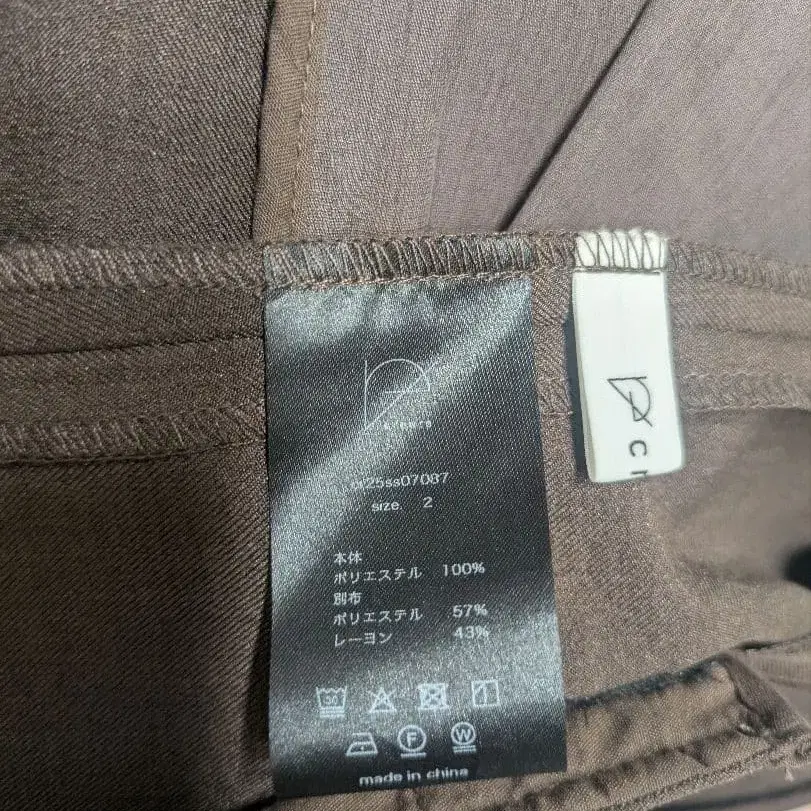 cr25ss07087
size. 2
本体
ポリエステル 100%
別布
ポリエステル 57%
レーヨン 43%
F W
made in china
C